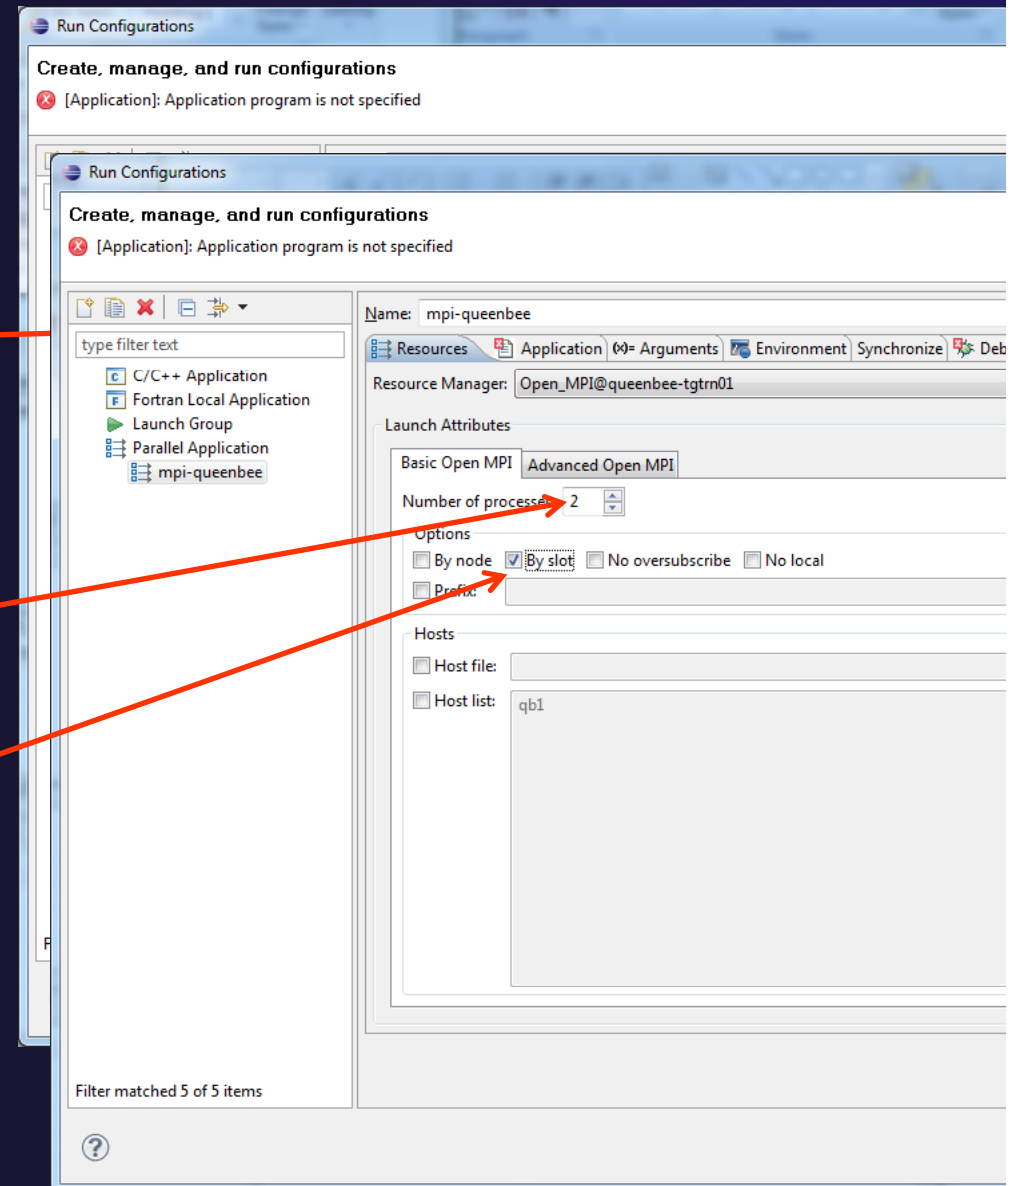 Run Configurations
Create, manage, and run configurations
[Application]: Application program is not specified
Run Configurations
Create, manage, and run configurations
[Application]: Application program is not specified
type filter text
C/C++ Application
Fortran Local Application
Launch Group
Parallel Application
mpi-queenbee
Filter matched 5 of 5 items
Name: mpi-queenbee
Resources Application (x)= Arguments Environment Synchronize Deb
Resource Manager: Open_MPI@queenbee-tgtrn01
Launch Attributes
Basic Open MPI Advanced Open MPI
Number of processes: 2
Options
By node By slot No oversubscribe No local
Prefix:
Hosts
Host file:
Host list: qb1
F